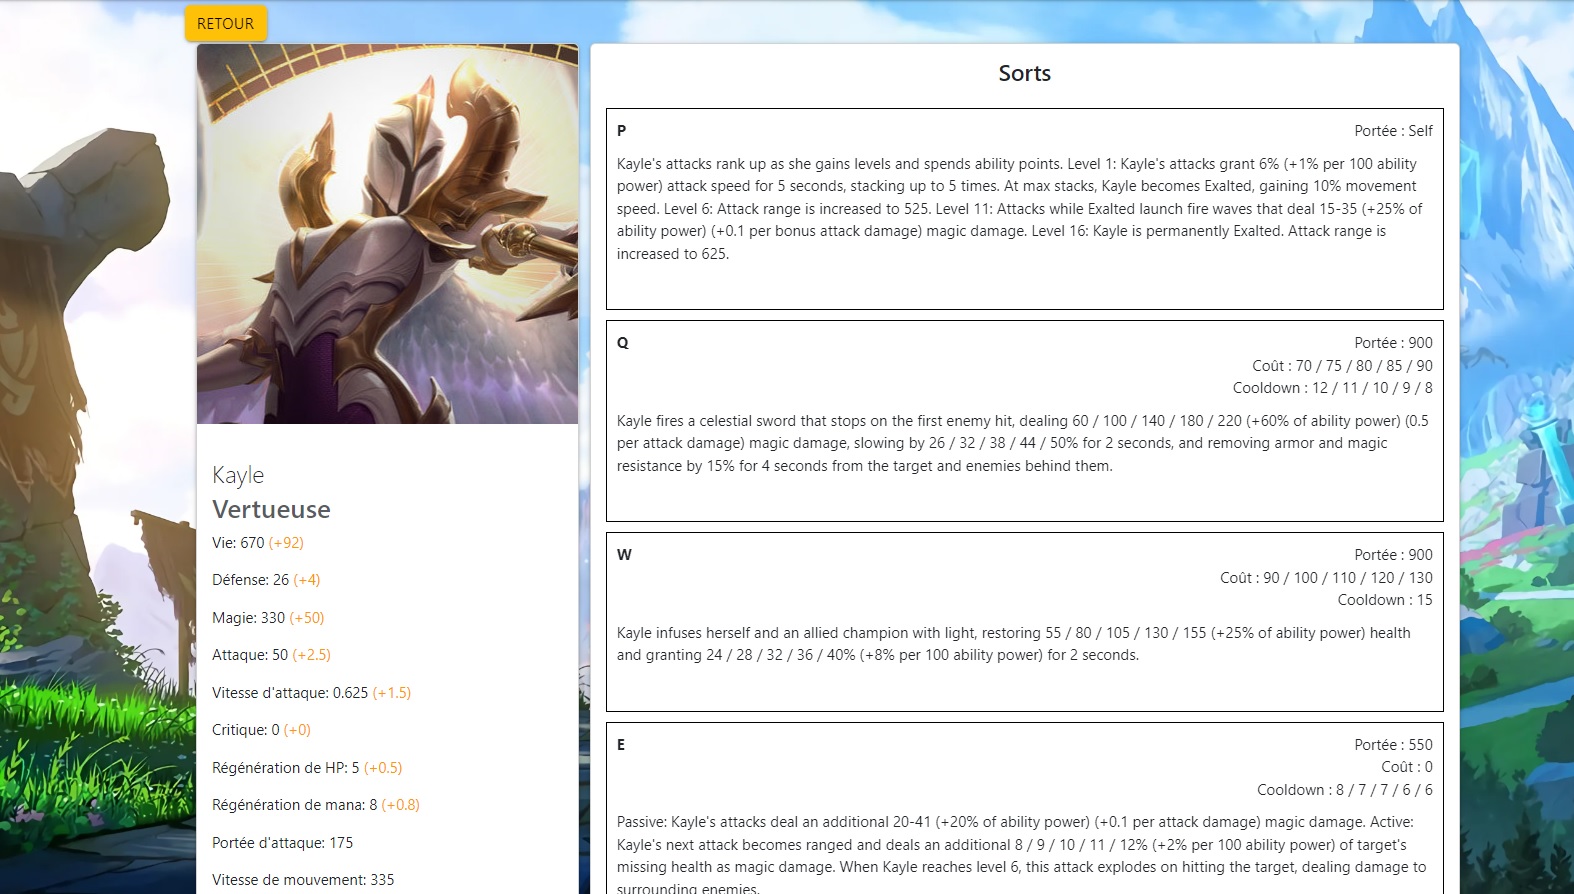 RETOUR
Kayle
Vertueuse
Vie: 670 (+92)
Défense: 26 (+4)
Magie: 330 (+50)
Attaque: 50 (+2.5)
Vitesse d'attaque: 0.625 (+1.5)
Critique: 0 (+0)
Régénération de HP: 5 (+0.5)
Régénération de mana: 8 (+0.8)
Portée d'attaque: 175
Vitesse de mouvement: 335
Sorts
P
Portée : Self
Kayle's attacks rank up as she gains levels and spends ability points. Level 1: Kayle's attacks grant 6% (+1% per 100 ability
power) attack speed for 5 seconds, stacking up to 5 times. At max stacks, Kayle becomes Exalted, gaining 10% movement
speed. Level 6: Attack range is increased to 525. Level 11: Attacks while Exalted launch fire waves that deal 15-35 (+25% of
ability power) (+0.1 per bonus attack damage) magic damage. Level 16: Kayle is permanently Exalted. Attack range is
increased to 625.
Q
Portée : 900
Coût : 70 / 75 / 80 / 85 / 90
Cooldown : 12 / 11 / 10 / 9 / 8
Kayle fires a celestial sword that stops on the first enemy hit, dealing 60 / 100 / 140 / 180 / 220 (+60% of ability power) (0.5
per attack damage) magic damage, slowing by 26 / 32 / 38 / 44 / 50% for 2 seconds, and removing armor and magic
resistance by 15% for 4 seconds from the target and enemies behind them.
W
Portée : 900
Coût : 90 / 100 / 110 / 120 / 130
Cooldown : 15
Kayle infuses herself and an allied champion with light, restoring 55 / 80 / 105 / 130 / 155 (+25% of ability power) health
and granting 24 / 28 / 32 / 36 / 40% (+8% per 100 ability power) for 2 seconds.
E
Portée : 550
Coût : 0
Cooldown : 8 / 7 / 7 / 6 / 6
Passive: Kayle's attacks deal an additional 20-41 (+20% of ability power) (+0.1 per attack damage) magic damage. Active:
Kayle's next attack becomes ranged and deals an additional 8 / 9 / 10 / 11 / 12% (+2% per 100 ability power) of target's
missing health as magic damage. When Kayle reaches level 6, this attack explodes on hitting the target, dealing damage to
surrounding enemies.